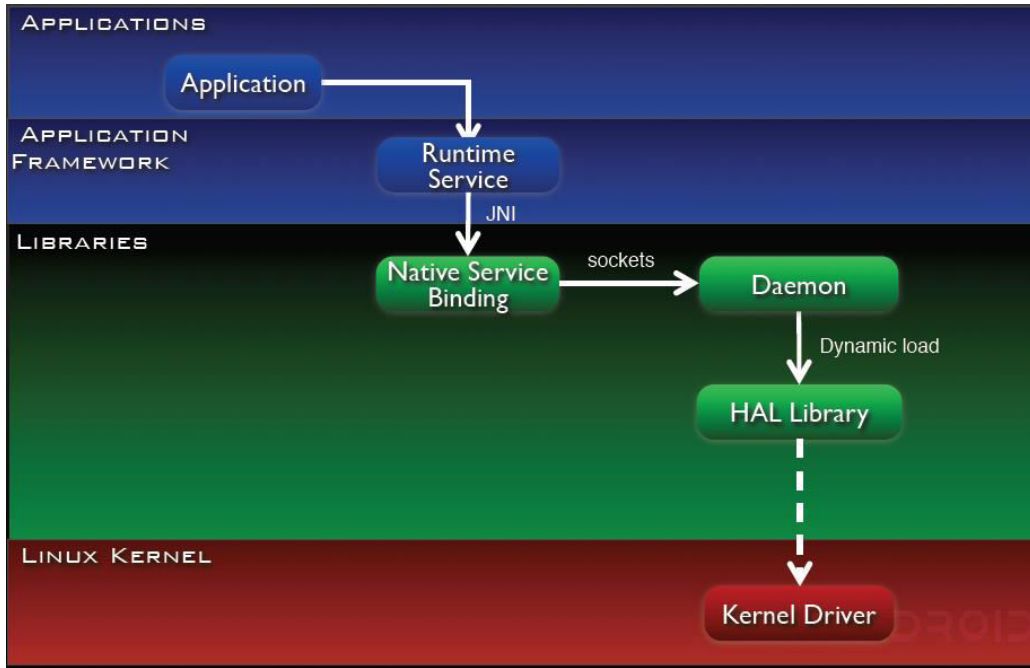 APPLICATIONS
Application
APPLICATION
FRAMEWORK
Runtime
Service
JNI
LIBRARIES
Native Service
Binding
sockets
Daemon
Dynamic load
HAL Library
LINUX KERNEL
Kernel Driver
DROID